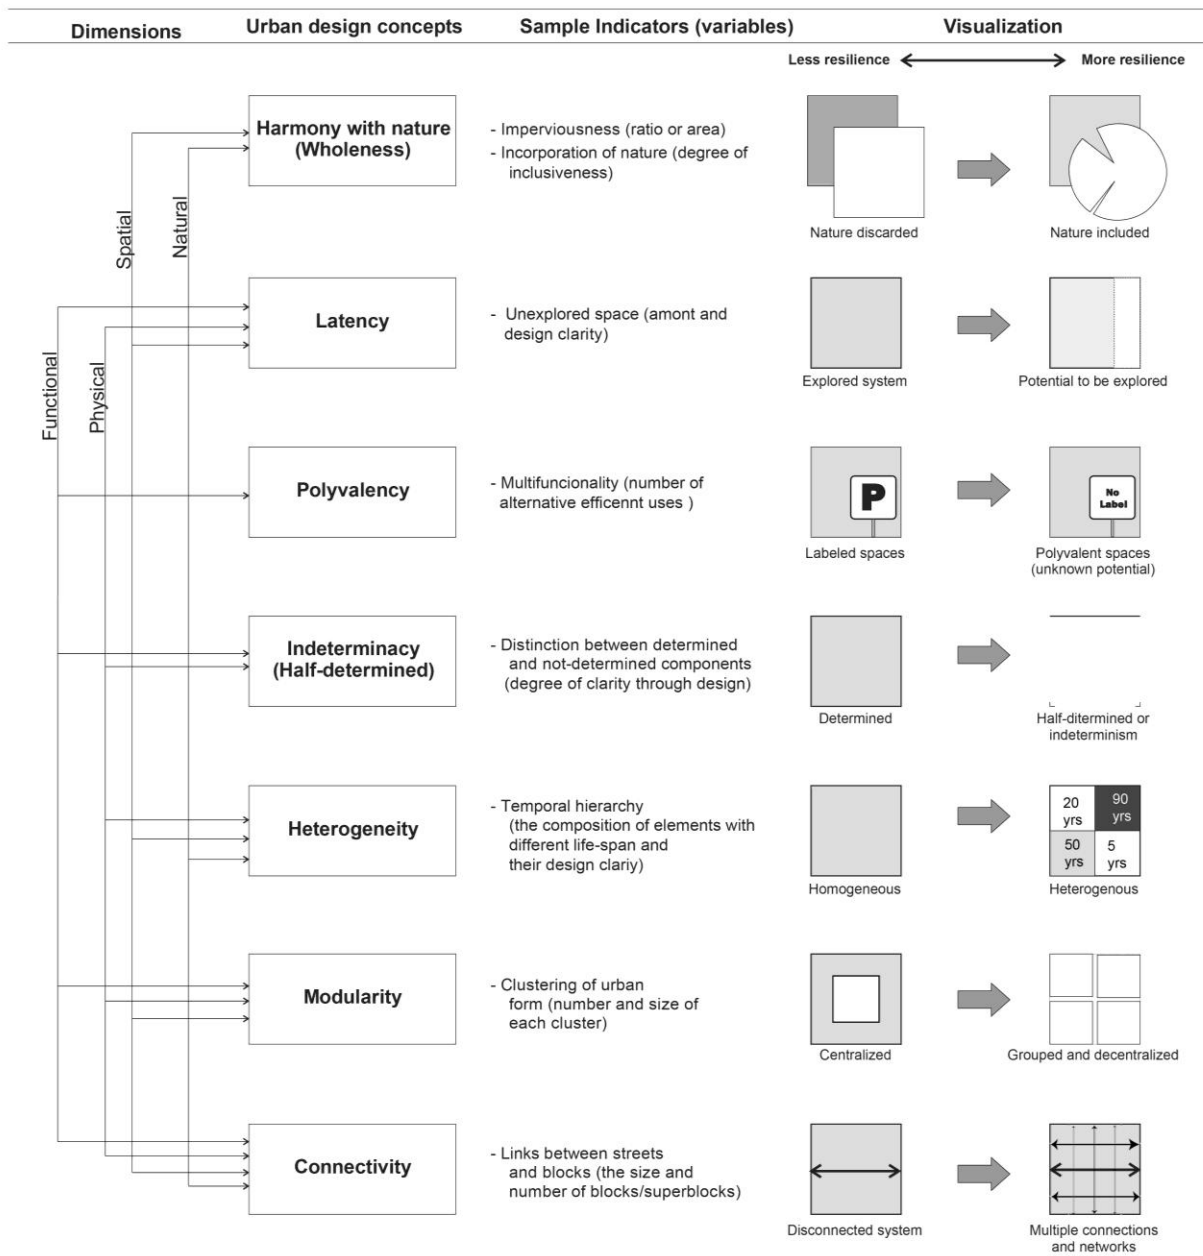 Dimensions
Urban design concepts
Sample Indicators (variables)
Visualization
Less resilience
More resilience
Functional
Physical
Spatial
Natural
Harmony with nature
(Wholeness)
- Imperviousness (ratio or area)
- Incorporation of nature (degree of
inclusiveness)
Nature discarded
Nature included
Latency
- Unexplored space (amont and
design clarity)
Explored system
Potential to be explored
Polyvalency
- Multifuncionality (number of
alternative efficennt uses )
P
No
Label
Labeled spaces
Polyvalent spaces
(unknown potential)
Indeterminacy
(Half-determined)
- Distinction between determined
and not-determined components
(degree of clarity through design)
Determined
Half-ditermined or
indeterminism
Heterogeneity
- Temporal hierarchy
(the composition of elements with
different life-span and
their design clariy)
20
yrs
90
yrs
50
yrs
5
yrs
Homogeneous
Heterogenous
Modularity
- Clustering of urban
form (number and size of
each cluster)
Centralized
Grouped and decentralized
Connectivity
- Links between streets
and blocks (the size and
number of blocks/superblocks)
Disconnected system
Multiple connections
and networks